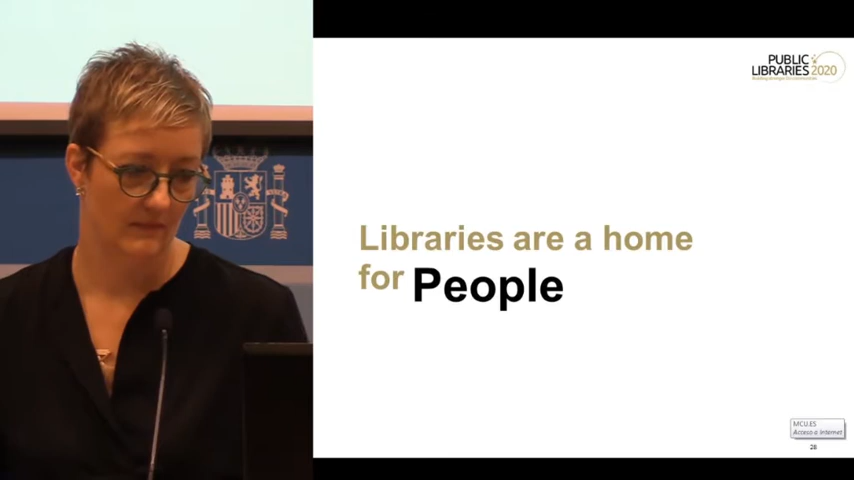 PUBLIC
LIBRARIES 2020
Libraries are a home
for People
MCU.ES
Acceso a Internet
28